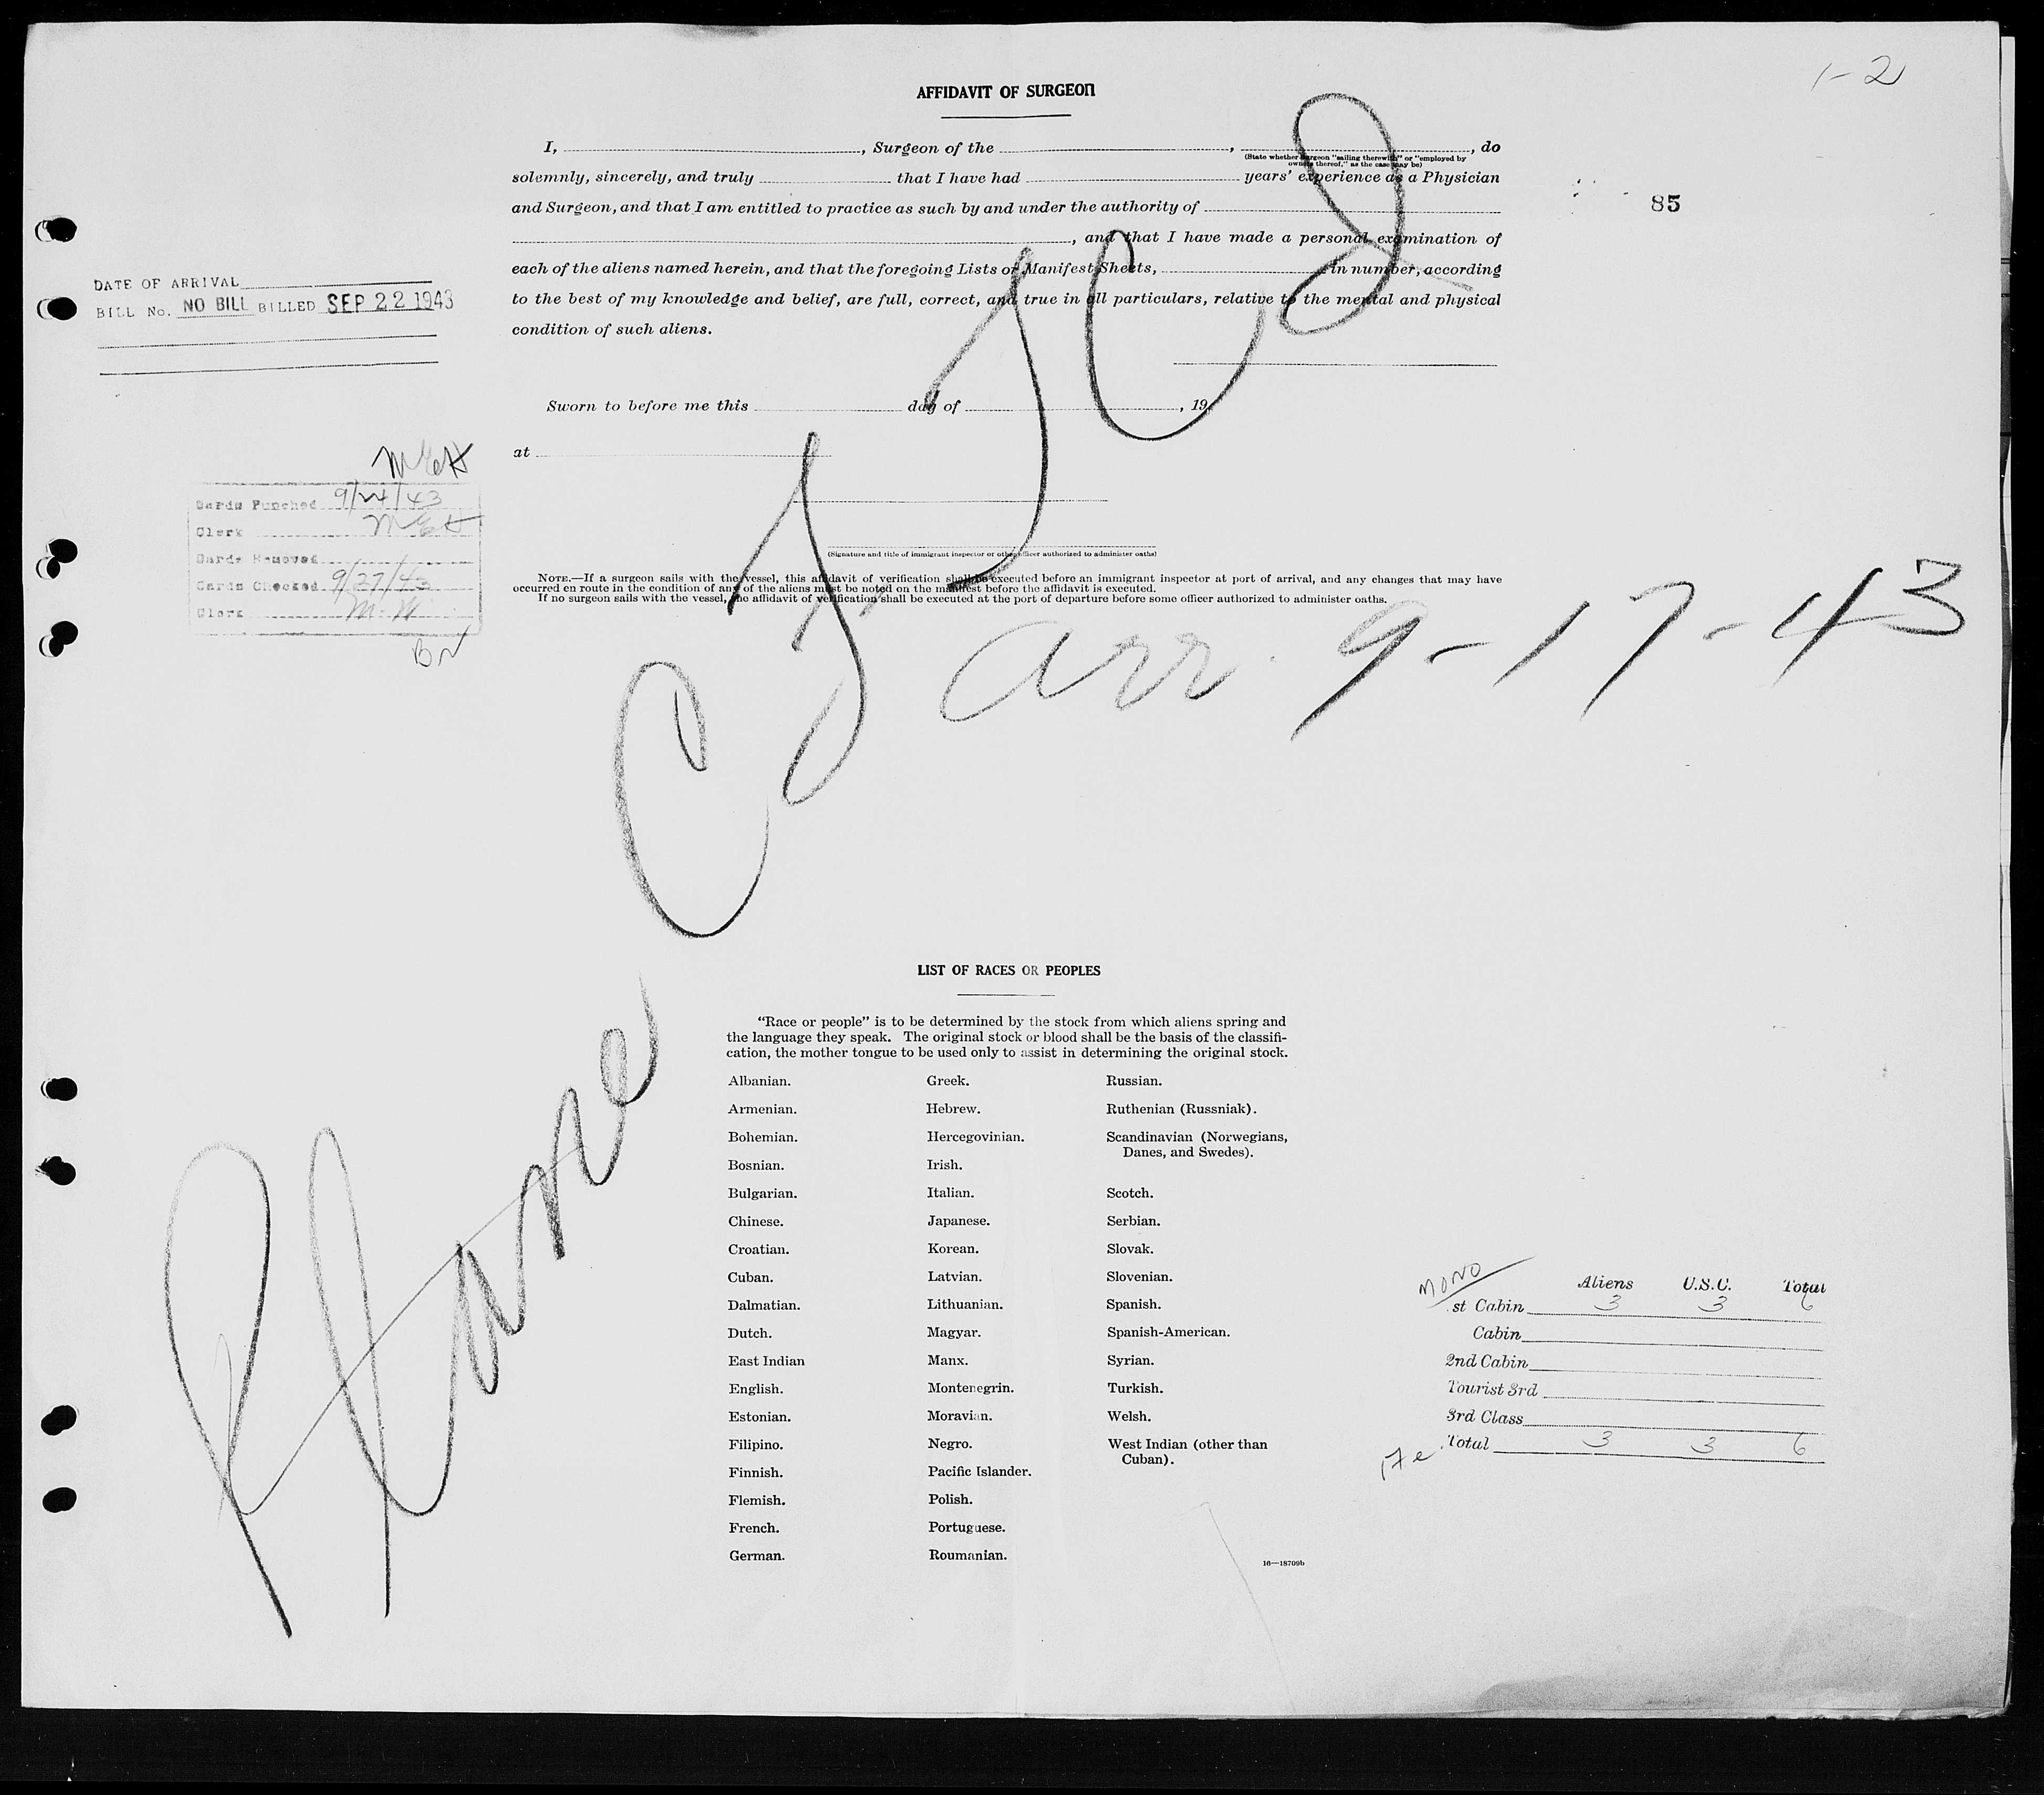 1-2
AFFIDAVIT OF SURGEON
I, , Surgeon of the , , do
(State whether surgeon "sailing therewith" or "employed by
owners thereof," as the case may be)
solemnly, sincerely, and truly that I have had years' experience as a Physician
and Surgeon, and that I am entitled to practice as such by and under the authority of
85
, and that I have made a personal examination of
each of the aliens named herein, and that the foregoing Lists or Manifest Sheets, in number, according
to the best of my knowledge and belief, are full, correct, and true in all particulars, relative to the mental and physical
condition of such aliens.
DATE OF ARRIVAL
BILL No. NO BILL BILLED SEP 22 1943
Sworn to before me this day of , 19
at
MEH
Cards Punched 9/24/43
Clerk MEH
Cards Removed
Cards Checked 9/27/43
Clerk M.M
(Signature and title of immigrant inspector or other officer authorized to administer oaths)
NOTE.—If a surgeon sails with the vessel, this affidavit of verification shall be executed before an immigrant inspector at port of arrival, and any changes that may have
occurred en route in the condition of any of the aliens must be noted on the manifest before the affidavit is executed.
If no surgeon sails with the vessel, the affidavit of verification shall be executed at the port of departure before some officer authorized to administer oaths.
arr. 9-17-43
Plane
LIST OF RACES OR PEOPLES
"Race or people" is to be determined by the stock from which aliens spring and
the language they speak. The original stock or blood shall be the basis of the classifi-
cation, the mother tongue to be used only to assist in determining the original stock.
Albanian. Greek. Russian.
Armenian. Hebrew. Ruthenian (Russniak).
Bohemian. Hercegovinian. Scandinavian (Norwegians,
Danes, and Swedes).
Bosnian. Irish.
Bulgarian. Italian. Scotch.
Chinese. Japanese. Serbian.
Croatian. Korean. Slovak.
Cuban. Latvian. Slovenian.
Dalmatian. Lithuanian. Spanish.
Dutch. Magyar. Spanish-American.
East Indian Manx. Syrian.
English. Montenegrin. Turkish.
Estonian. Moravian. Welsh.
Filipino. Negro. West Indian (other than
Cuban).
Finnish. Pacific Islander.
Flemish. Polish.
French. Portuguese.
German. Roumanian.
16—18709b
MONO
Aliens U.S.C. Total
st Cabin 3 3 6
Cabin
2nd Cabin
Tourist 3rd
3rd Class
Total 3 3 6